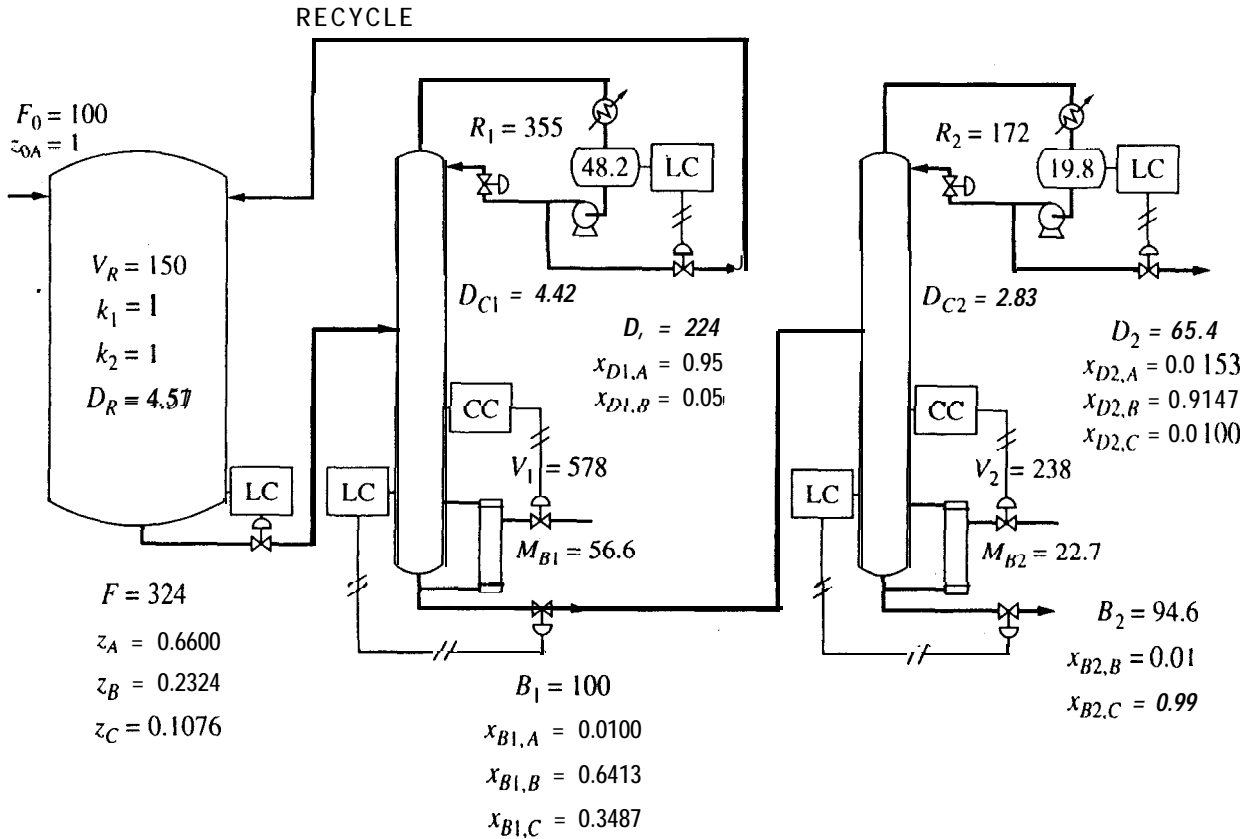 RECYCLE
F0 = 100
z0A = 1
VR = 150
k1 = 1
k2 = 1
DR = 4.57
LC
F = 324
zA = 0.6600
zB = 0.2324
zC = 0.1076
R1 = 355
48.2
LC
DC1 = 4.42
D, = 224
xD1,A = 0.95
xD1,B = 0.05
CC
V1 = 578
LC
MB1 = 56.6
B1 = 100
xB1,A = 0.0100
xB1,B = 0.6413
xB1,C = 0.3487
R2 = 172
19.8
LC
DC2 = 2.83
D2 = 65.4
xD2,A = 0.0153
xD2,B = 0.9147
xD2,C = 0.0100
CC
V2 = 238
LC
MB2 = 22.7
B2 = 94.6
xB2,B = 0.01
xB2,C = 0.99